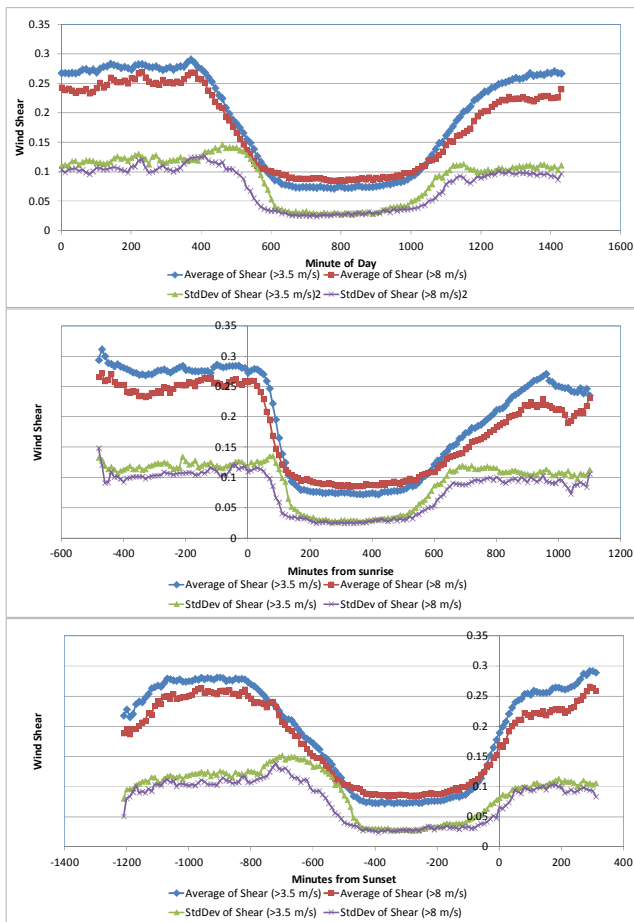 0.35
0.3
0.25
0.2
0.15
0.1
0.05
0
Wind Shear
0 200 400 600 800 1000 1200 1400 1600
Minute of Day
Average of Shear (>3.5 m/s) Average of Shear (>8 m/s)
StdDev of Shear (>3.5 m/s)2 StdDev of Shear (>8 m/s)2
0.35
0.3
0.25
0.2
0.15
0.1
0.05
0
Wind Shear
-600 -400 -200 0 200 400 600 800 1000 1200
Minutes from sunrise
Average of Shear (>3.5 m/s) Average of Shear (>8 m/s)
StdDev of Shear (>3.5 m/s) StdDev of Shear (>8 m/s)
0.35
0.3
0.25
0.2
0.15
0.1
0.05
0
Wind Shear
-1400 -1200 -1000 -800 -600 -400 -200 0 200 400
Minutes from Sunset
Average of Shear (>3.5 m/s) Average of Shear (>8 m/s)
StdDev of Shear (>3.5 m/s) StdDev of Shear (>8 m/s)